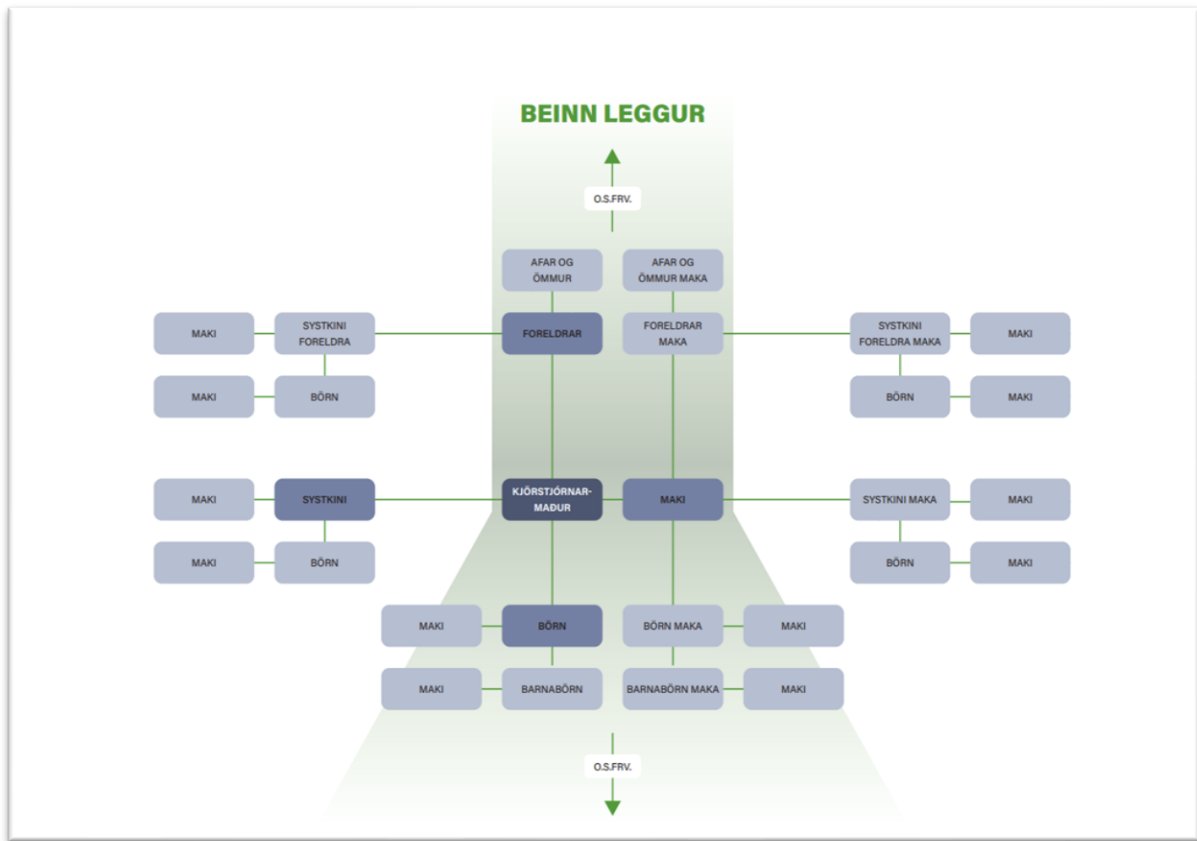 BEINN LEGGUR
O.S.FRV.
AFAR OG
ÖMMUR
AFAR OG
ÖMMUR MAKA
MAKI
SYSTKINI
FORELDRA
FORELDRAR
FORELDRAR
MAKA
SYSTKINI
FORELDRA MAKA
MAKI
MAKI
BÖRN
BÖRN
MAKI
MAKI
SYSTKINI
KJÖRSTJÓRNAR-
MAÐUR
MAKI
SYSTKINI MAKA
MAKI
MAKI
BÖRN
BÖRN
MAKI
MAKI
BÖRN
BÖRN MAKA
MAKI
MAKI
BARNABÖRN
BARNABÖRN MAKA
MAKI
O.S.FRV.